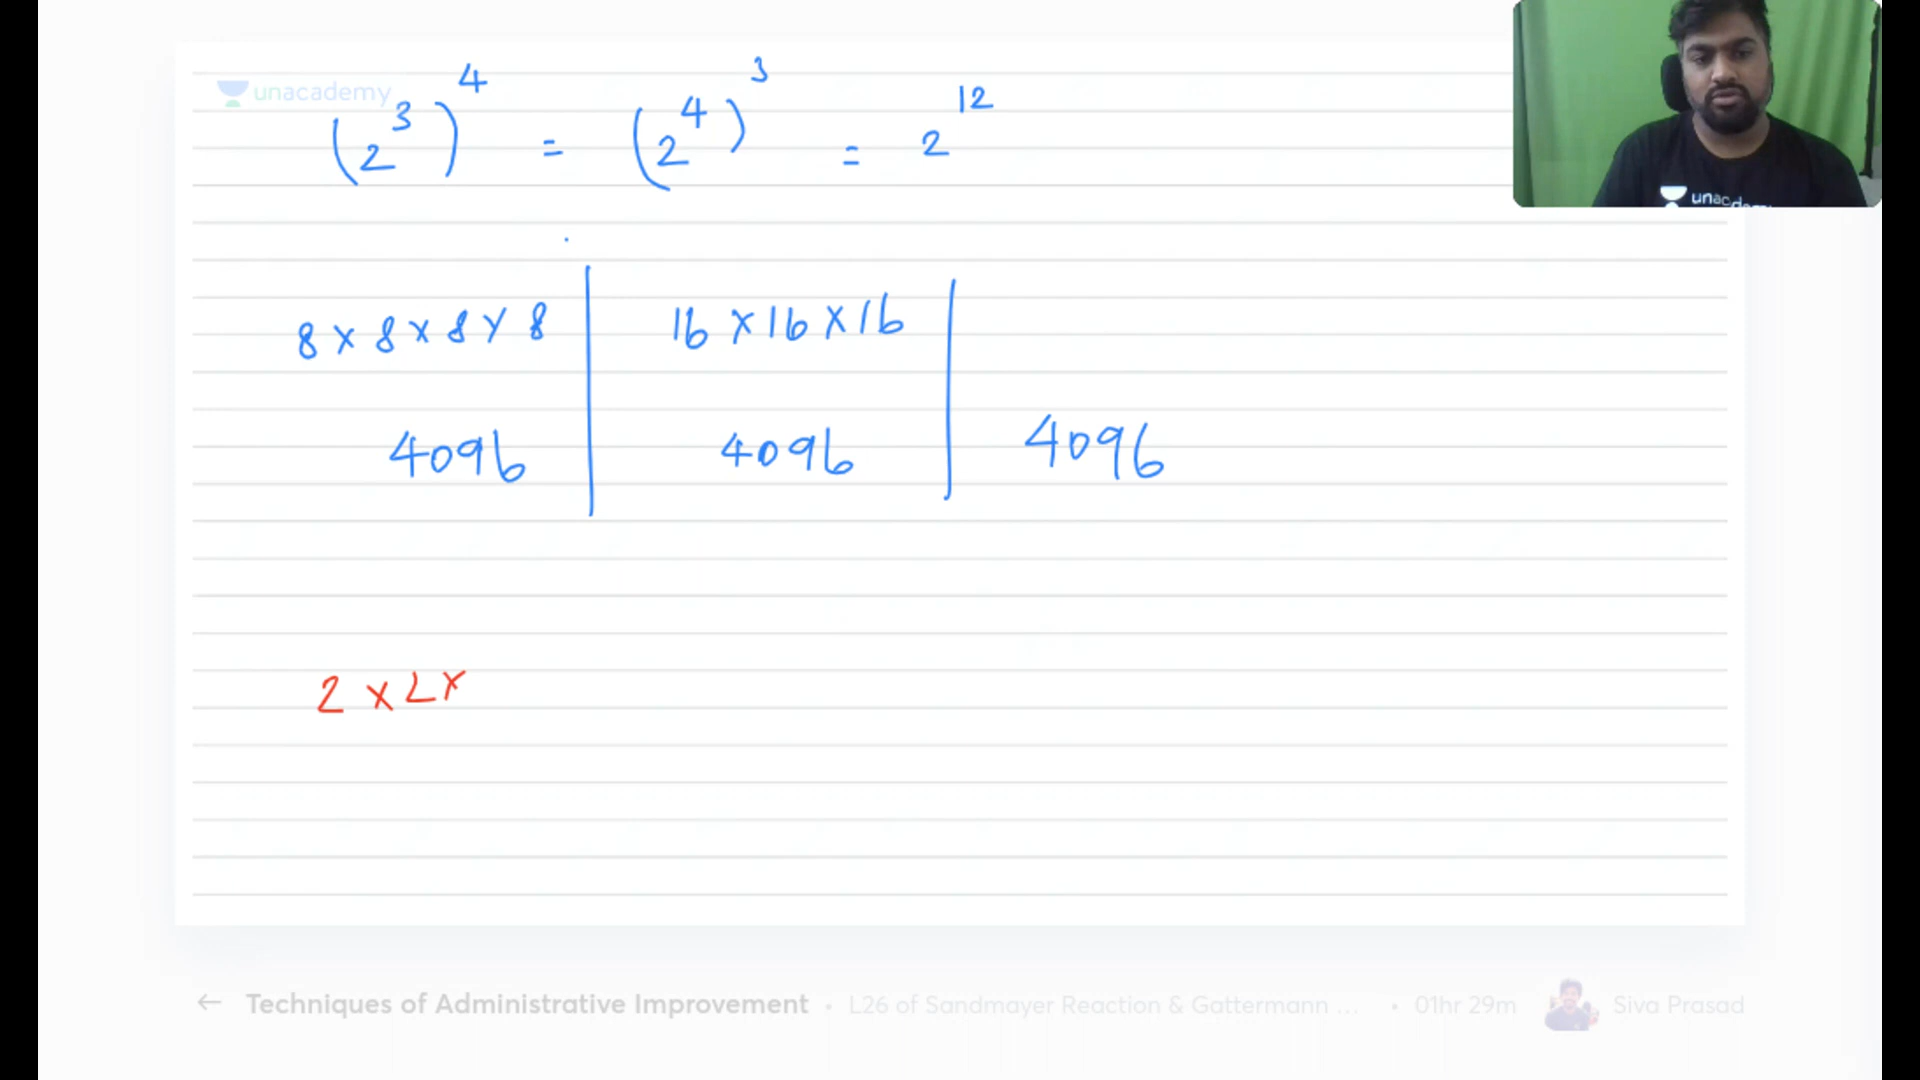 unacademy
(2^3)^4 = (2^4)^3 = 2^12
8 x 8 x 8 x 8 | 16 x 16 x 16 |
4096 | 4096 | 4096
2 x 2 x
← Techniques of Administrative Improvement • L26 of Sandmayer Reaction & Gattermann ... • 01hr 29m Siva Prasad